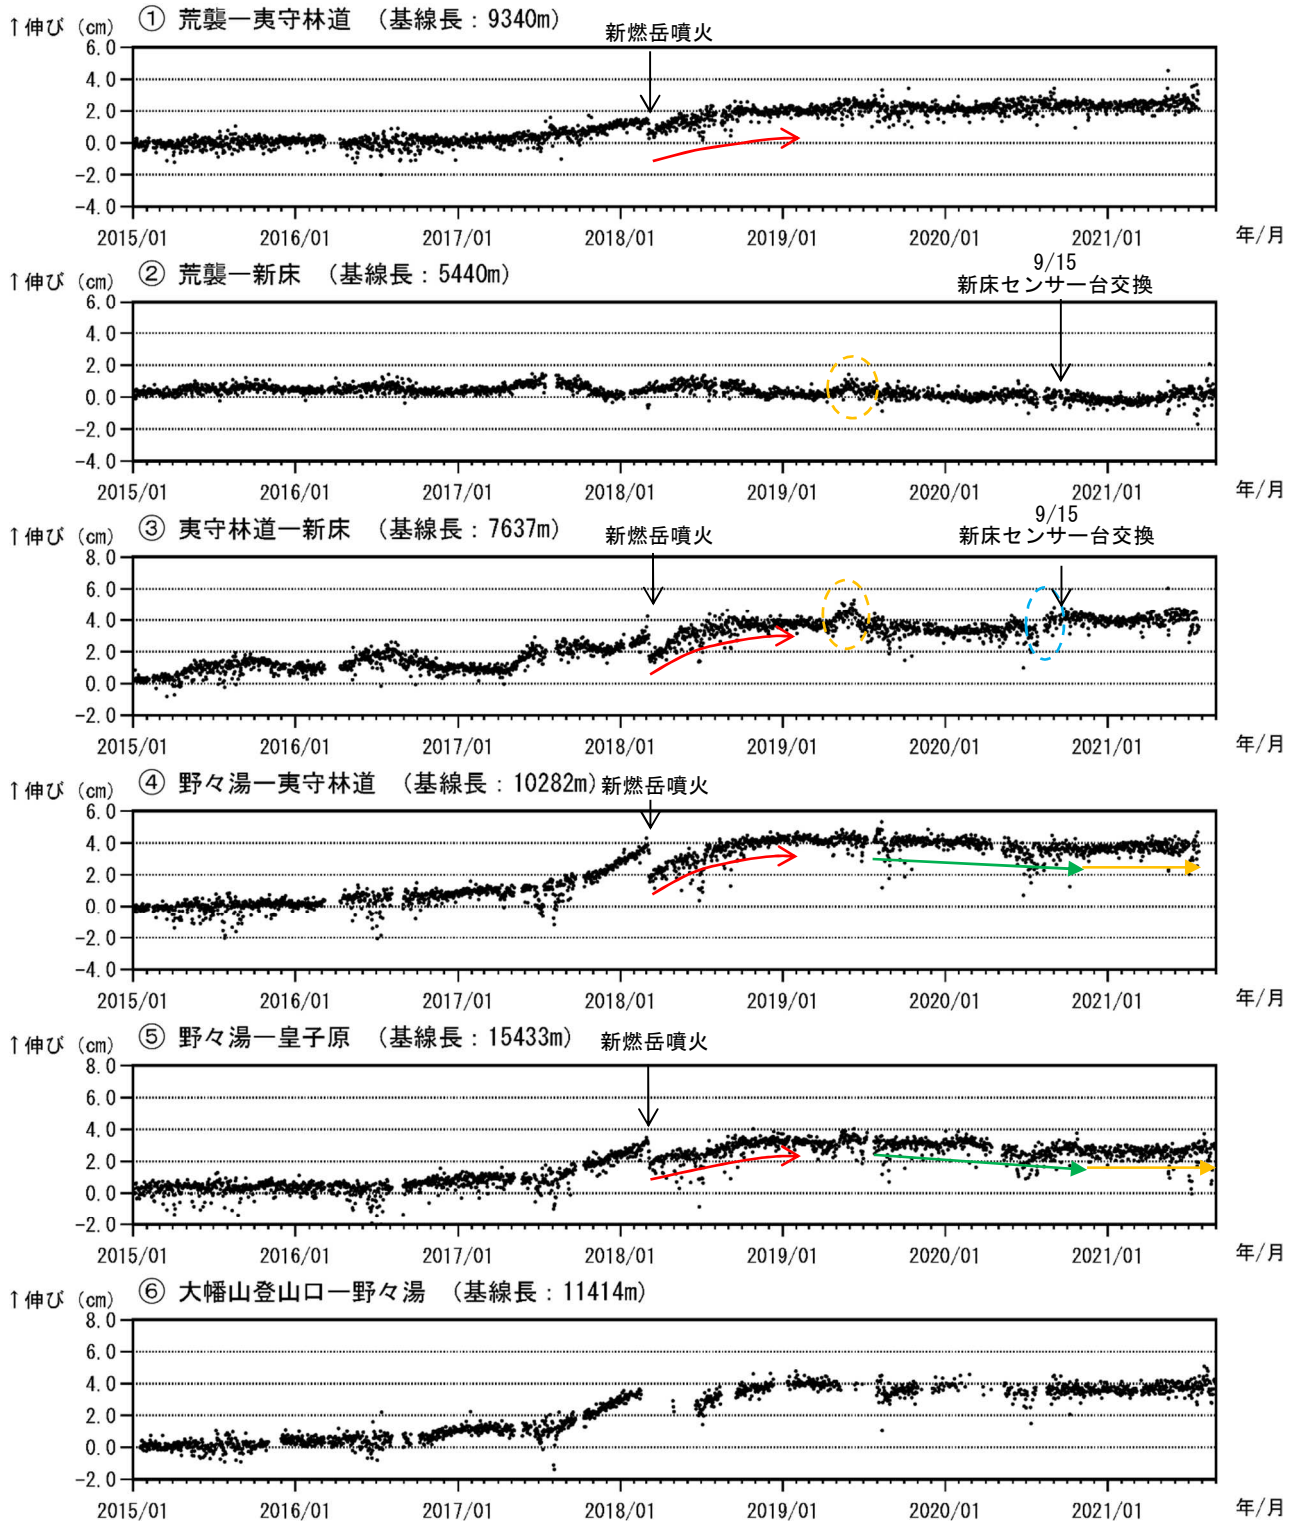 ① 荒襲ー夷守林道 （基線長：9340m）
新燃岳噴火
↑伸び (cm)
6.0
4.0
2.0
0.0
-2.0
-4.0
2015/01 2016/01 2017/01 2018/01 2019/01 2020/01 2021/01 年/月
② 荒襲ー新床 （基線長：5440m）
9/15
新床センサー台交換
↑伸び (cm)
6.0
4.0
2.0
0.0
-2.0
-4.0
2015/01 2016/01 2017/01 2018/01 2019/01 2020/01 2021/01 年/月
③ 夷守林道ー新床 （基線長：7637m）
新燃岳噴火
9/15
新床センサー台交換
↑伸び (cm)
8.0
6.0
4.0
2.0
0.0
-2.0
2015/01 2016/01 2017/01 2018/01 2019/01 2020/01 2021/01 年/月
④ 野々湯ー夷守林道 （基線長：10282m）
新燃岳噴火
↑伸び (cm)
6.0
4.0
2.0
0.0
-2.0
-4.0
2015/01 2016/01 2017/01 2018/01 2019/01 2020/01 2021/01 年/月
⑤ 野々湯ー皇子原 （基線長：15433m）
新燃岳噴火
↑伸び (cm)
8.0
6.0
4.0
2.0
0.0
-2.0
2015/01 2016/01 2017/01 2018/01 2019/01 2020/01 2021/01 年/月
⑥ 大幡山登山口ー野々湯 （基線長：11414m）
↑伸び (cm)
8.0
6.0
4.0
2.0
0.0
-2.0
2015/01 2016/01 2017/01 2018/01 2019/01 2020/01 2021/01 年/月